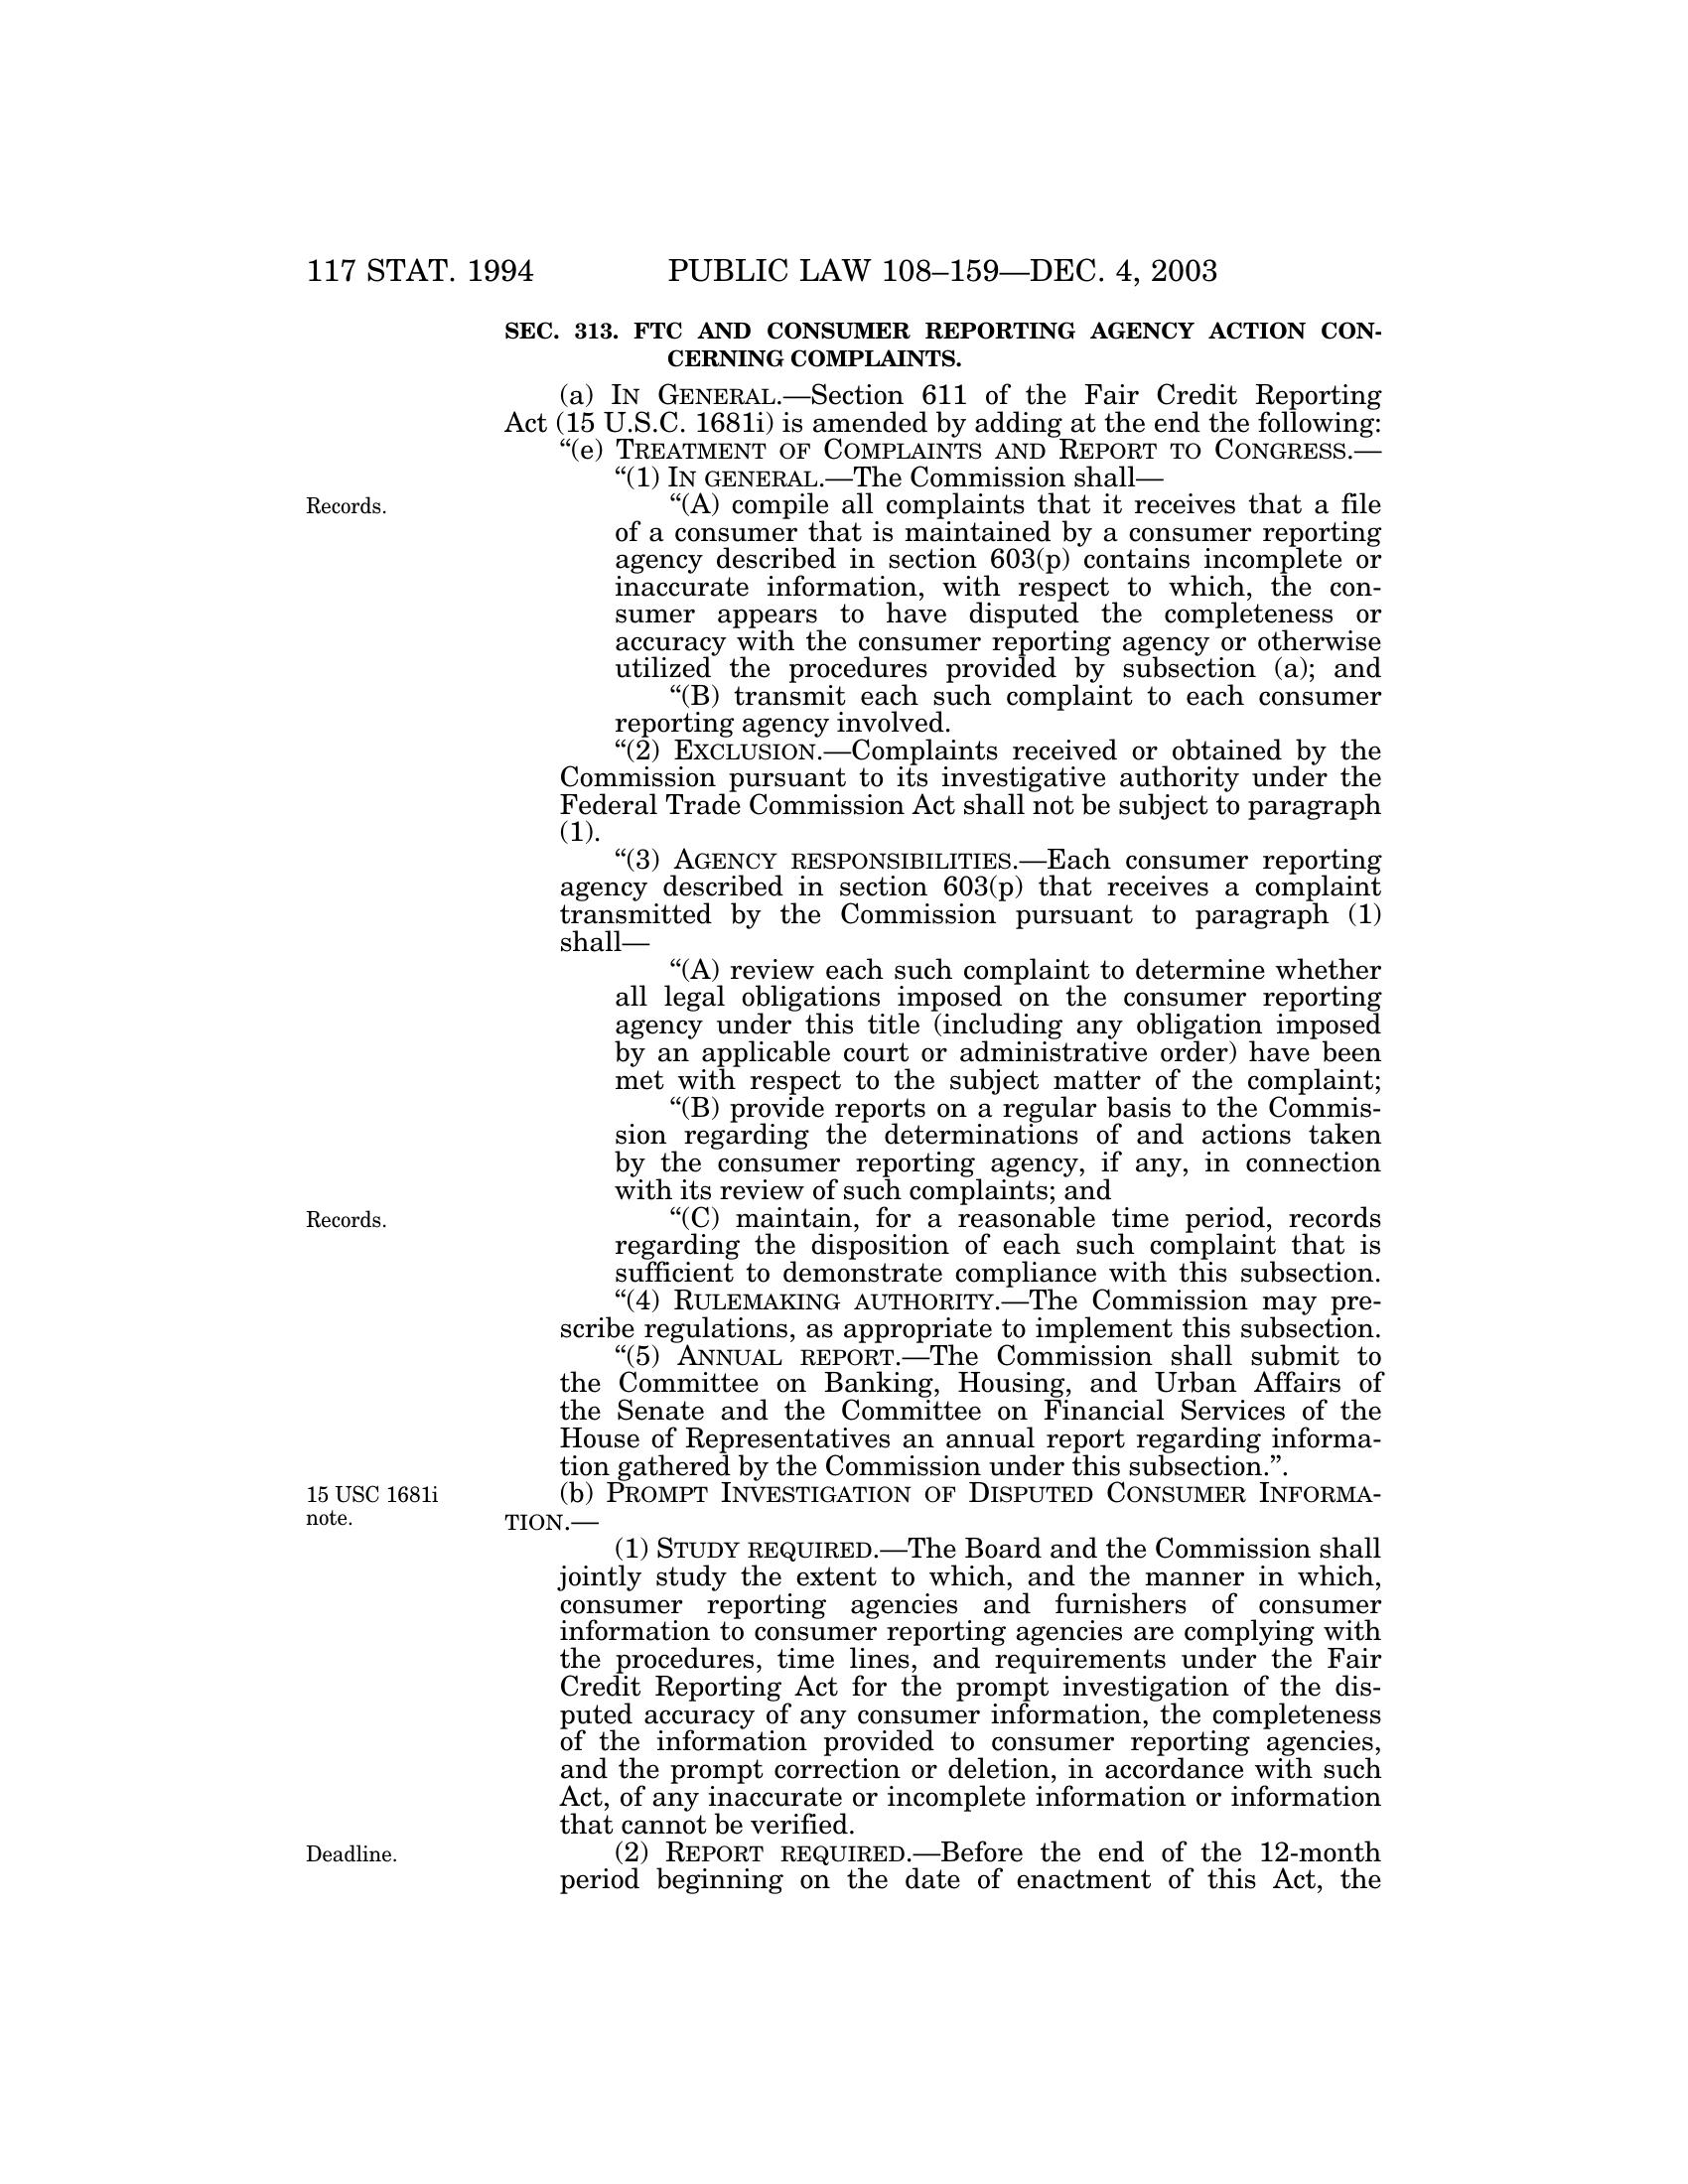 117 STAT. 1994 PUBLIC LAW 108–159—DEC. 4, 2003
SEC. 313. FTC AND CONSUMER REPORTING AGENCY ACTION CON-
CERNING COMPLAINTS.
(a) IN GENERAL.—Section 611 of the Fair Credit Reporting
Act (15 U.S.C. 1681i) is amended by adding at the end the following:
“(e) TREATMENT OF COMPLAINTS AND REPORT TO CONGRESS.—
“(1) IN GENERAL.—The Commission shall—
Records.
“(A) compile all complaints that it receives that a file
of a consumer that is maintained by a consumer reporting
agency described in section 603(p) contains incomplete or
inaccurate information, with respect to which, the con-
sumer appears to have disputed the completeness or
accuracy with the consumer reporting agency or otherwise
utilized the procedures provided by subsection (a); and
“(B) transmit each such complaint to each consumer
reporting agency involved.
“(2) EXCLUSION.—Complaints received or obtained by the
Commission pursuant to its investigative authority under the
Federal Trade Commission Act shall not be subject to paragraph
(1).
“(3) AGENCY RESPONSIBILITIES.—Each consumer reporting
agency described in section 603(p) that receives a complaint
transmitted by the Commission pursuant to paragraph (1)
shall—
“(A) review each such complaint to determine whether
all legal obligations imposed on the consumer reporting
agency under this title (including any obligation imposed
by an applicable court or administrative order) have been
met with respect to the subject matter of the complaint;
“(B) provide reports on a regular basis to the Commis-
sion regarding the determinations of and actions taken
by the consumer reporting agency, if any, in connection
with its review of such complaints; and
Records.
“(C) maintain, for a reasonable time period, records
regarding the disposition of each such complaint that is
sufficient to demonstrate compliance with this subsection.
“(4) RULEMAKING AUTHORITY.—The Commission may pre-
scribe regulations, as appropriate to implement this subsection.
“(5) ANNUAL REPORT.—The Commission shall submit to
the Committee on Banking, Housing, and Urban Affairs of
the Senate and the Committee on Financial Services of the
House of Representatives an annual report regarding informa-
tion gathered by the Commission under this subsection.”.
15 USC 1681i
note.
(b) PROMPT INVESTIGATION OF DISPUTED CONSUMER INFORMA-
TION.—
(1) STUDY REQUIRED.—The Board and the Commission shall
jointly study the extent to which, and the manner in which,
consumer reporting agencies and furnishers of consumer
information to consumer reporting agencies are complying with
the procedures, time lines, and requirements under the Fair
Credit Reporting Act for the prompt investigation of the dis-
puted accuracy of any consumer information, the completeness
of the information provided to consumer reporting agencies,
and the prompt correction or deletion, in accordance with such
Act, of any inaccurate or incomplete information or information
that cannot be verified.
Deadline.
(2) REPORT REQUIRED.—Before the end of the 12-month
period beginning on the date of enactment of this Act, the